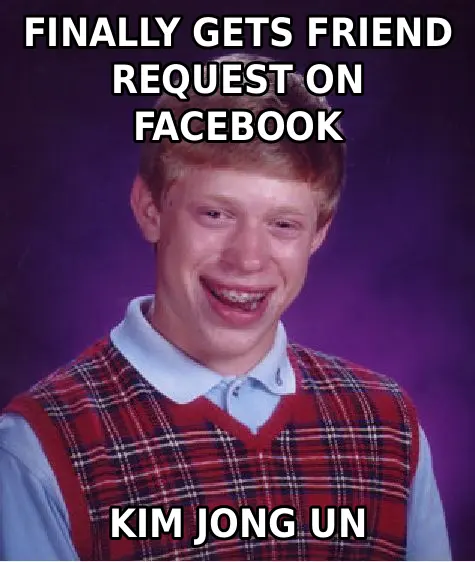 FINALLY GETS FRIEND
REQUEST ON
FACEBOOK
KIM JONG UN